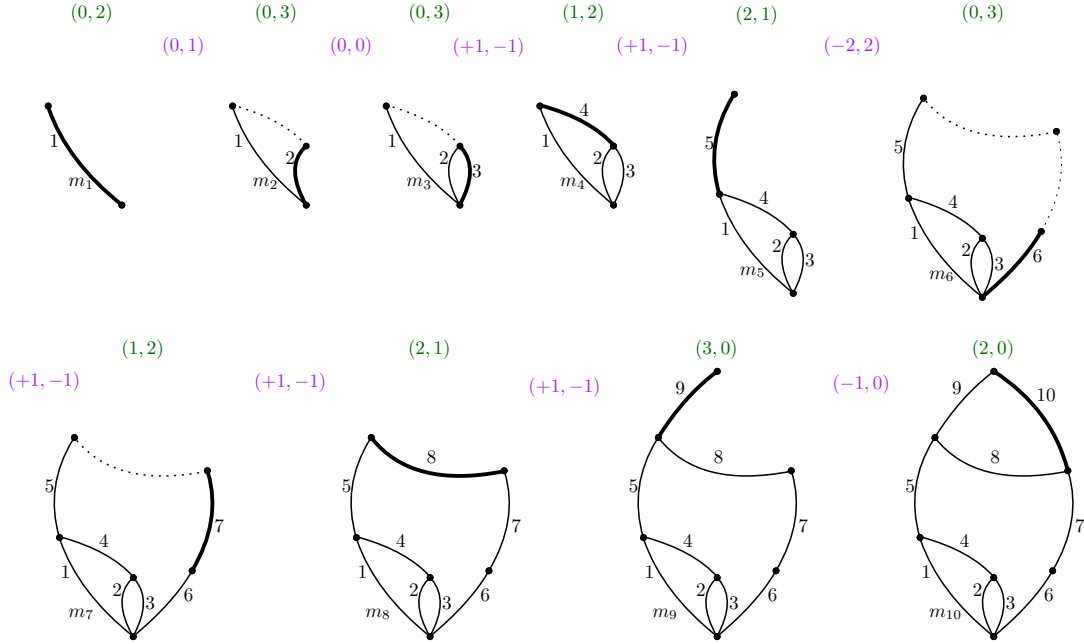 (0, 2) (0, 3) (0, 3) (1, 2) (2, 1) (0, 3)
(0, 1) (0, 0) (+1, −1) (+1, −1) (−2, 2)
1 m₁
1 2 m₂
1 2 3 m₃
4 1 2 3 m₄
5 4 1 2 3 m₅
5 4 1 2 3 6 m₆
(1, 2) (2, 1) (3, 0) (2, 0)
(+1, −1) (+1, −1) (+1, −1) (−1, 0)
5 4 7 1 2 3 6 m₇
8 5 4 7 1 2 3 6 m₈
9 8 5 4 7 1 2 3 6 m₉
9 10 8 5 4 7 1 2 3 6 m₁₀